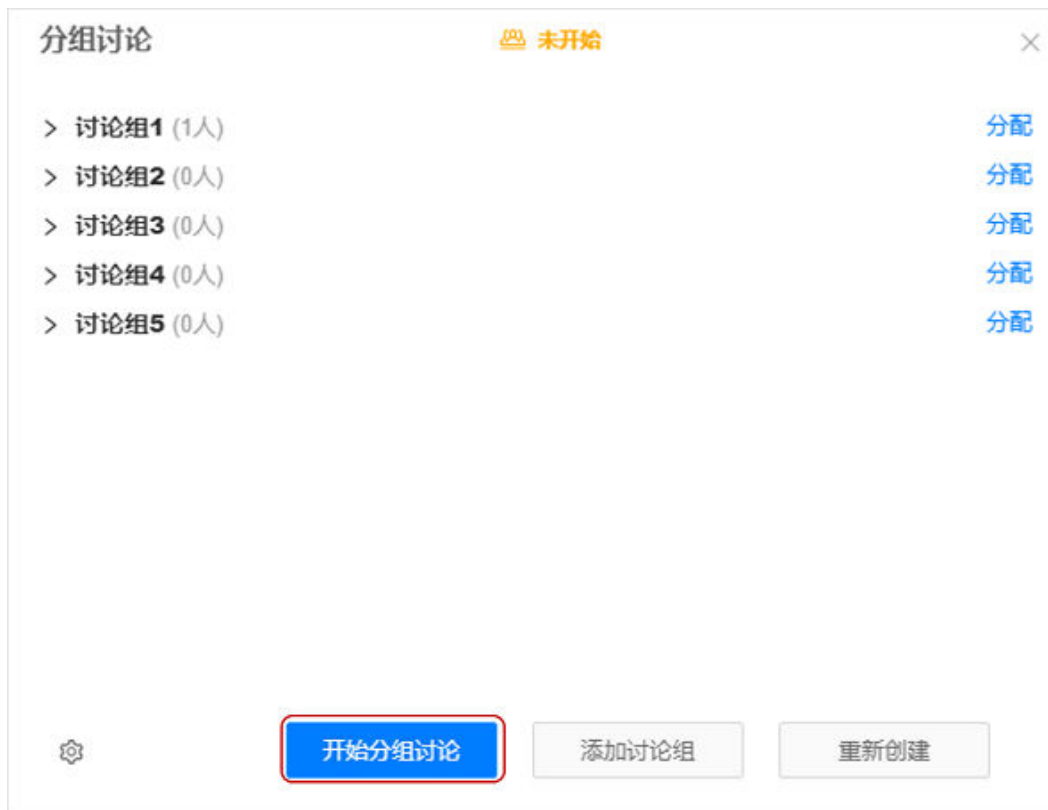 分组讨论 未开始
讨论组1 (1人) 分配
讨论组2 (0人) 分配
讨论组3 (0人) 分配
讨论组4 (0人) 分配
讨论组5 (0人) 分配
开始分组讨论 添加讨论组 重新创建